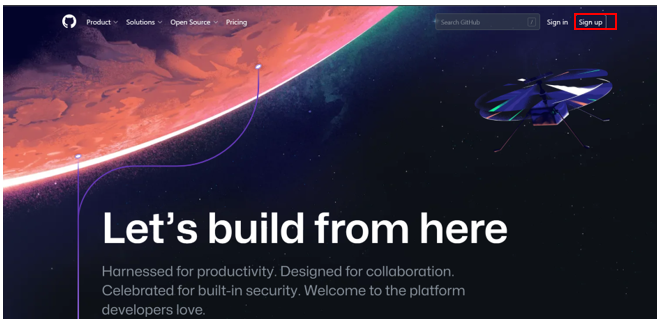 Product Solutions Open Source Pricing Search GitHub / Sign in Sign up
Let's build from here
Harnessed for productivity. Designed for collaboration.
Celebrated for built-in security. Welcome to the platform
developers love.